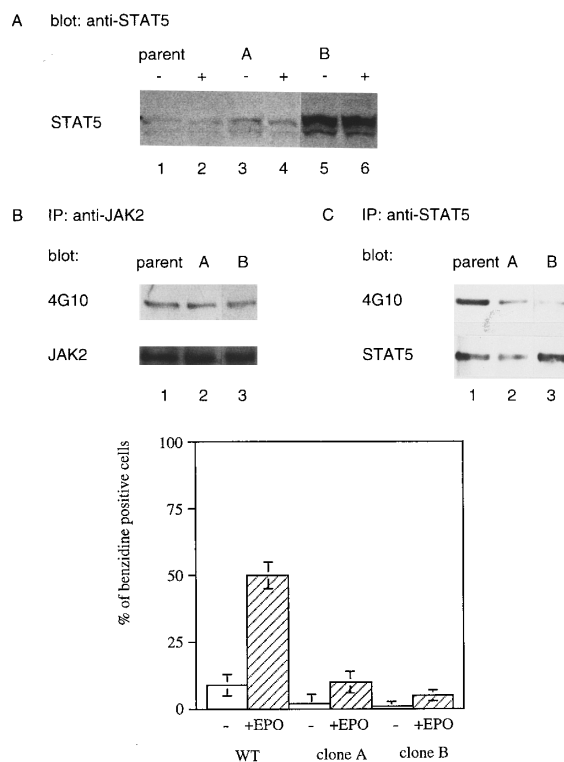 A blot: anti-STAT5
parent A B
- + - + - +
STAT5
1 2 3 4 5 6
B IP: anti-JAK2
blot:
parent A B
4G10
JAK2
1 2 3
C IP: anti-STAT5
blot:
parent A B
4G10
STAT5
1 2 3
% of benzidine positive cells
100
75
50
25
0
- +EPO - +EPO - +EPO
WT clone A clone B